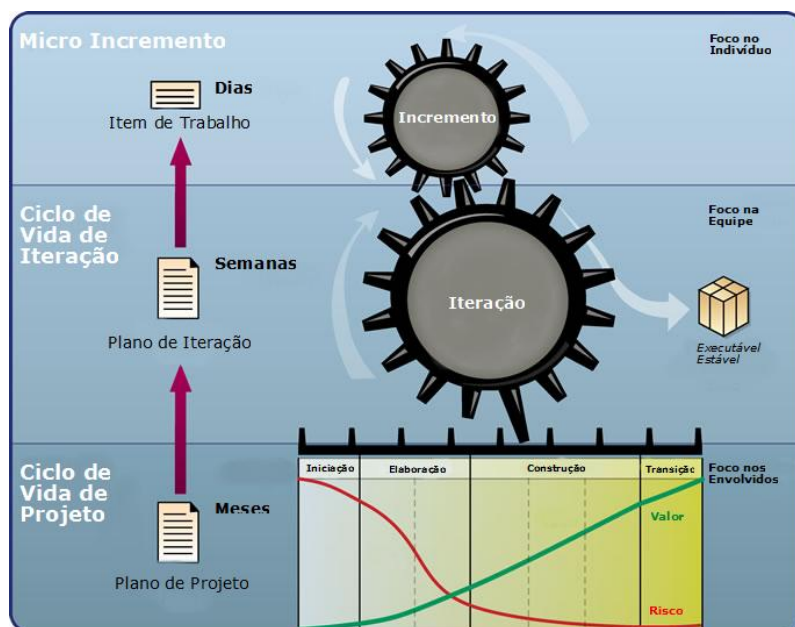 Micro Incremento
Foco no
Indivíduo
Dias
Item de Trabalho
Incremento
Ciclo de
Vida de
Iteração
Foco na
Equipe
Semanas
Plano de Iteração
Iteração
Executável
Estável
Ciclo de
Vida de
Projeto
Iniciação
Elaboração
Construção
Transição
Foco nos
Envolvidos
Meses
Valor
Plano de Projeto
Risco